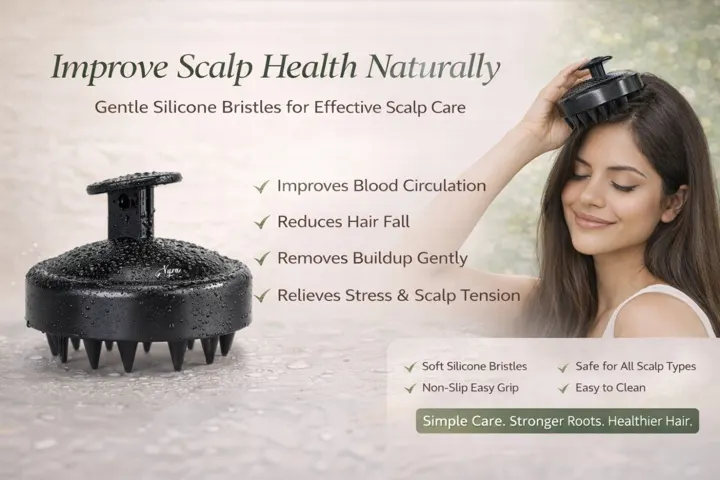 Improve Scalp Health Naturally
Gentle Silicone Bristles for Effective Scalp Care
Improves Blood Circulation
Reduces Hair Fall
Removes Buildup Gently
Relieves Stress & Scalp Tension
Soft Silicone Bristles
Safe for All Scalp Types
Non-Slip Easy Grip
Easy to Clean
Simple Care. Stronger Roots. Healthier Hair.